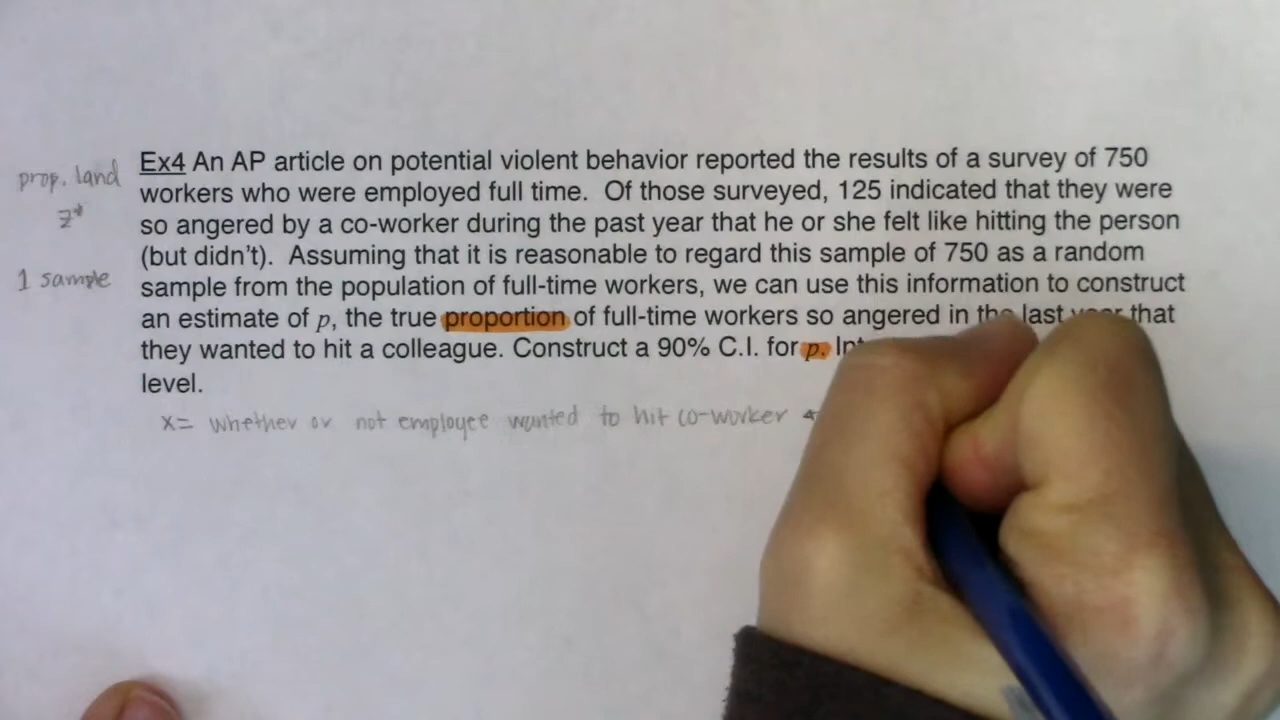 prop. land
z*
1 sample
Ex4 An AP article on potential violent behavior reported the results of a survey of 750
workers who were employed full time. Of those surveyed, 125 indicated that they were
so angered by a co-worker during the past year that he or she felt like hitting the person
(but didn't). Assuming that it is reasonable to regard this sample of 750 as a random
sample from the population of full-time workers, we can use this information to construct
an estimate of p, the true proportion of full-time workers so angered in the last year that
they wanted to hit a colleague. Construct a 90% C.I. for p.
level.
x= whether or not employee wanted to hit co-worker